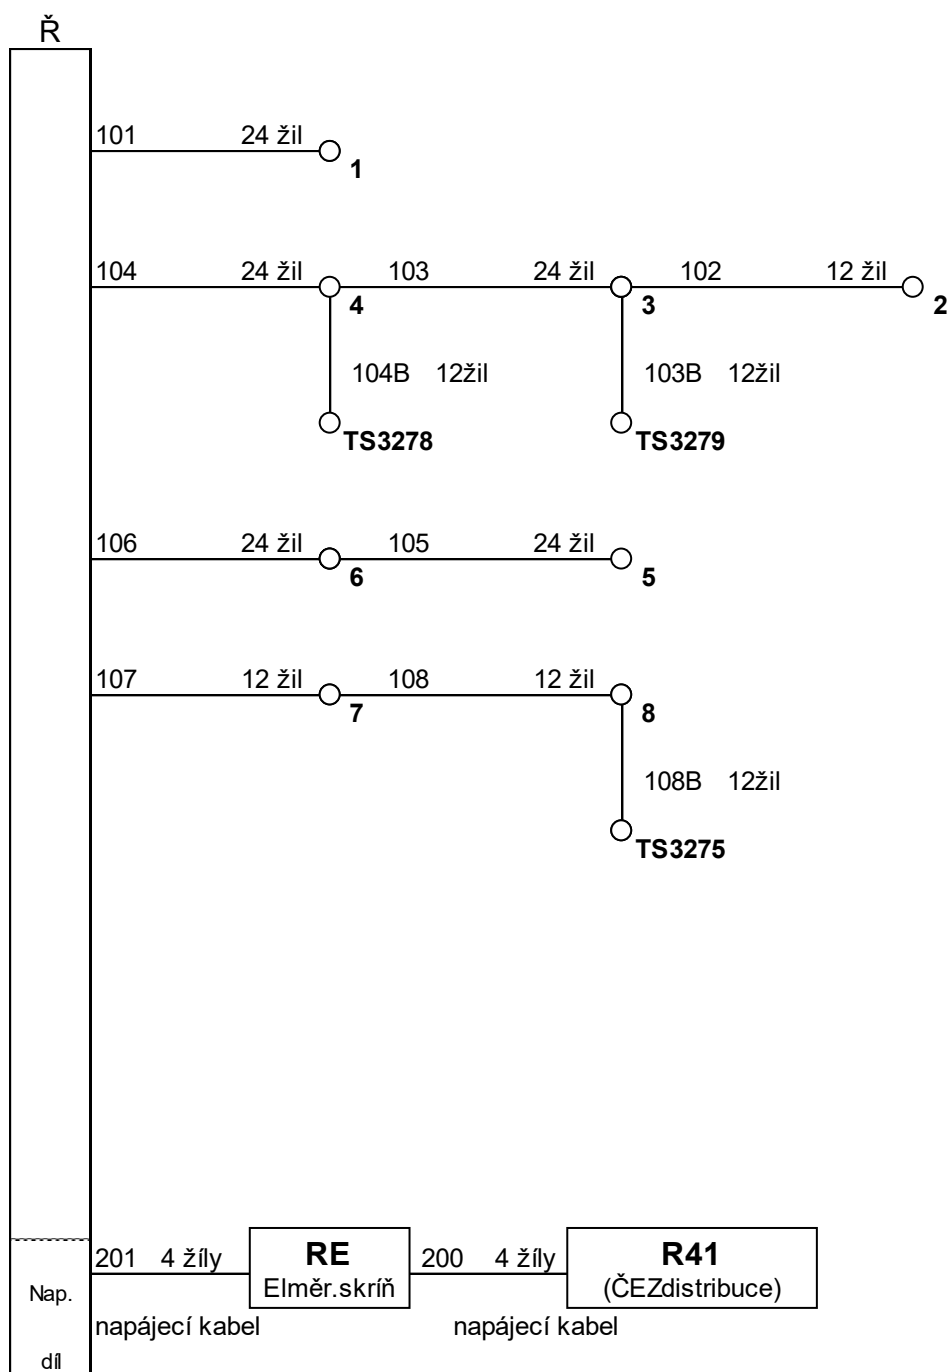 Ř
101 24 žil
1
104 24 žil 103 24 žil 102 12 žil
4 3 2
104B 12žil 103B 12žil
TS3278 TS3279
106 24 žil 105 24 žil
6 5
107 12 žil 108 12 žil
7 8
108B 12žil
TS3275
201 4 žíly RE 200 4 žíly R41
Elměr.skříň (ČEZdistribuce)
Nap.
napájecí kabel napájecí kabel
díl